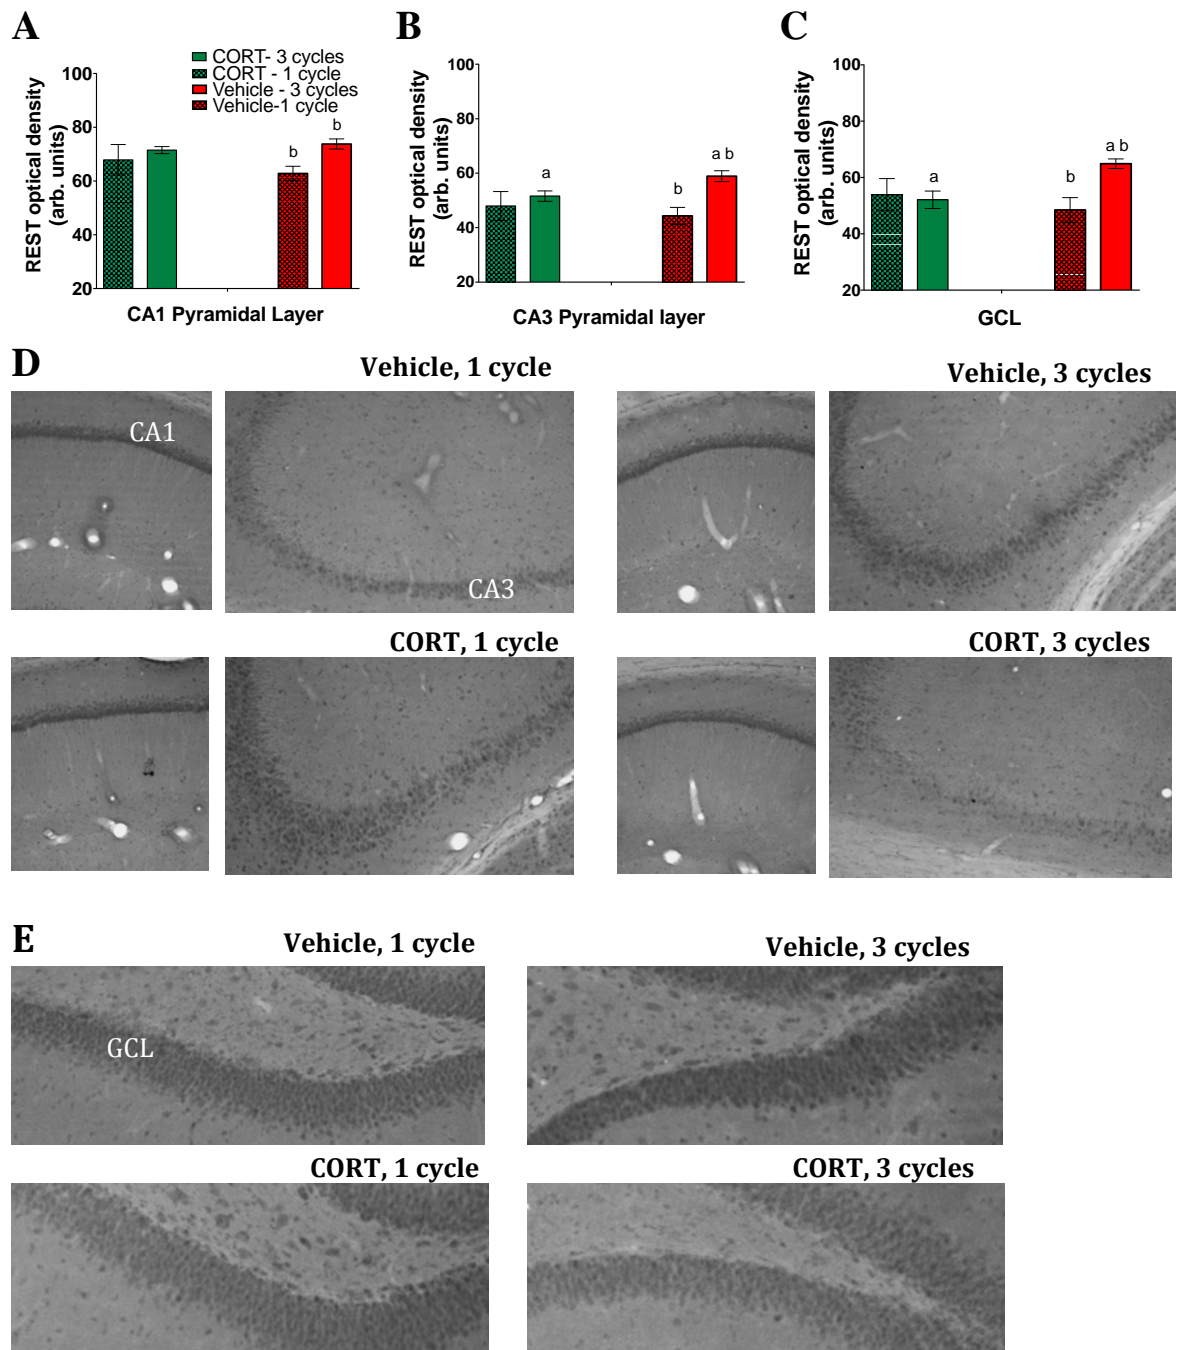 A
B
C
CORT- 3 cycles
CORT - 1 cycle
Vehicle - 3 cycles
Vehicle-1 cycle
REST optical density
(arb. units)
100
80
60
40
20
b
b
CA1 Pyramidal Layer
REST optical density
(arb. units)
100
80
60
40
20
a
b
a b
CA3 Pyramidal layer
REST optical density
(arb. units)
100
80
60
40
20
a
b
a b
GCL
D
Vehicle, 1 cycle
Vehicle, 3 cycles
CA1
CA3
CORT, 1 cycle
CORT, 3 cycles
E
Vehicle, 1 cycle
Vehicle, 3 cycles
GCL
CORT, 1 cycle
CORT, 3 cycles